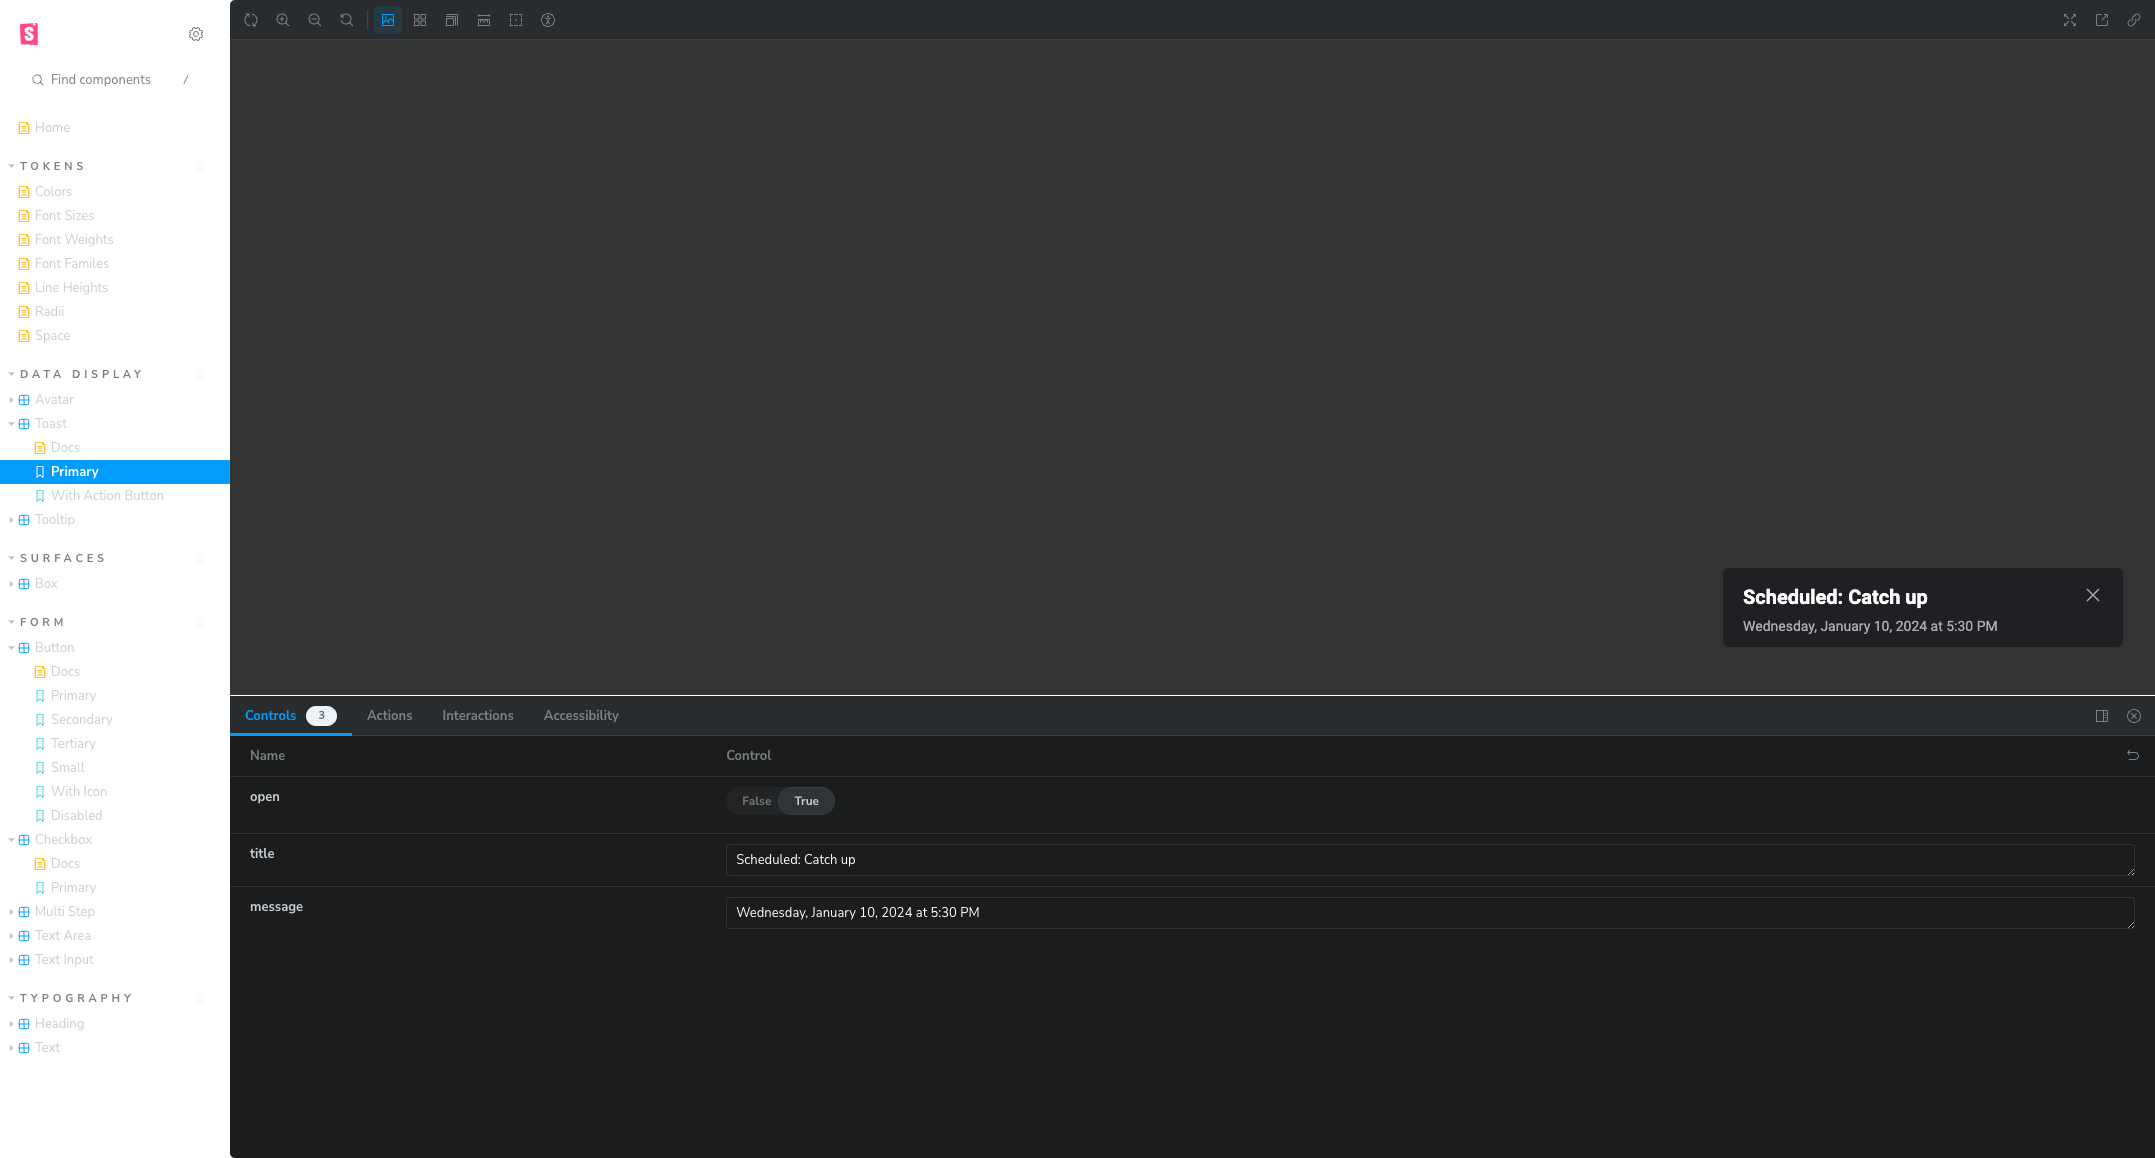 S
Find components
/
Home
TOKENS
Colors
Font Sizes
Font Weights
Font Familes
Line Heights
Radii
Space
DATA DISPLAY
Avatar
Toast
Docs
Primary
With Action Button
Tooltip
SURFACES
Box
FORM
Button
Docs
Primary
Secondary
Tertiary
Small
With Icon
Disabled
Checkbox
Docs
Primary
Multi Step
Text Area
Text Input
TYPOGRAPHY
Heading
Text
Scheduled: Catch up
Wednesday, January 10, 2024 at 5:30 PM
Controls 3 Actions Interactions Accessibility
Name Control
open False True
title Scheduled: Catch up
message Wednesday, January 10, 2024 at 5:30 PM